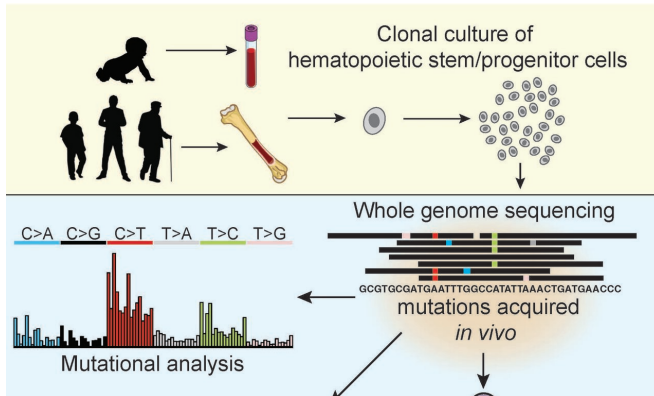 Clonal culture of
hematopoietic stem/progenitor cells
Whole genome sequencing
C>A C>G C>T T>A T>C T>G
GCGTGCGATGAATTTGGCCATATTAAACTGATGAACCC
mutations acquired
in vivo
Mutational analysis